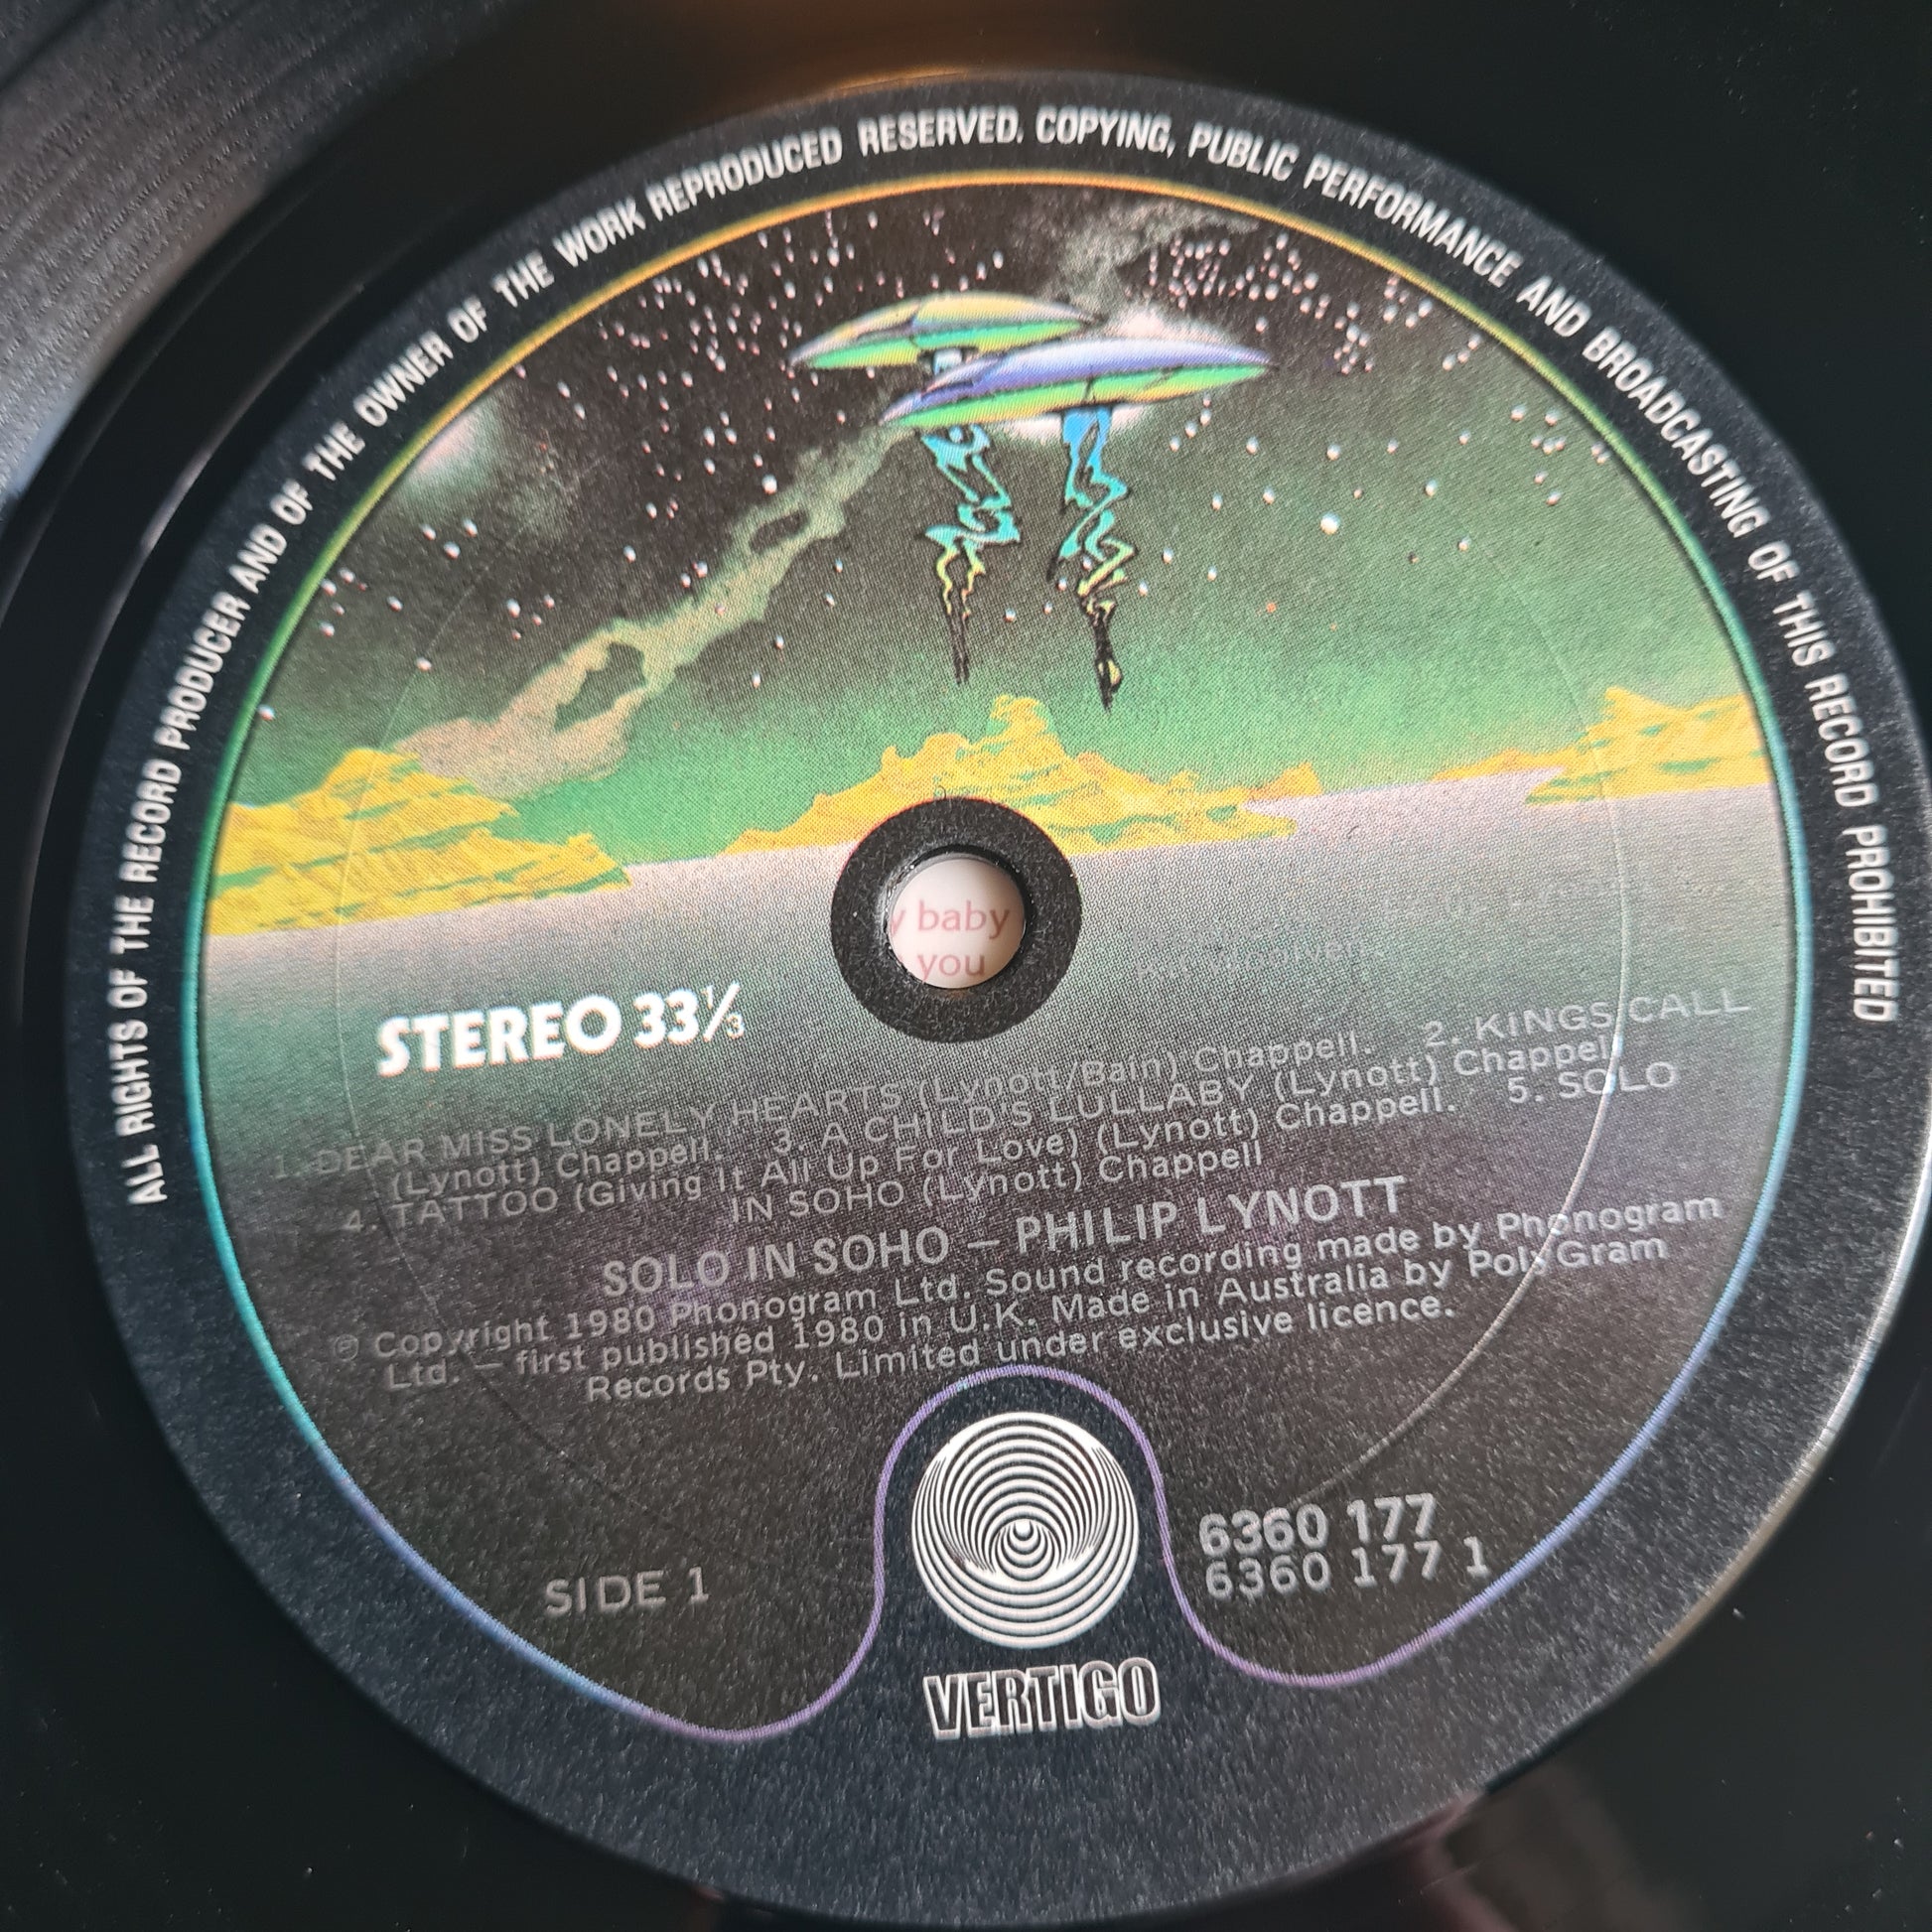 ALL RIGHTS OF THE RECORD PRODUCER AND OF THE OWNER OF THE WORK REPRODUCED RESERVED. COPYING, PUBLIC PERFORMANCE AND BROADCASTING OF THIS RECORD PROHIBITED
baby
you
STEREO 33⅓
1. DEAR MISS LONELY HEARTS (Lynott/Bain) Chappell. 2. KINGS CALL
(Lynott) Chappell. 3. A CHILD'S LULLABY (Lynott) Chappell
4. TATTOO (Giving It All Up For Love) (Lynott) Chappell. 5. SOLO
IN SOHO (Lynott) Chappell
SOLO IN SOHO — PHILIP LYNOTT
℗ Copyright 1980 Phonogram Ltd. Sound recording made by Phonogram
Ltd. — first published 1980 in U.K. Made in Australia by PolyGram
Records Pty. Limited under exclusive licence.
SIDE 1
6360 177
6360 177 1
VERTIGO